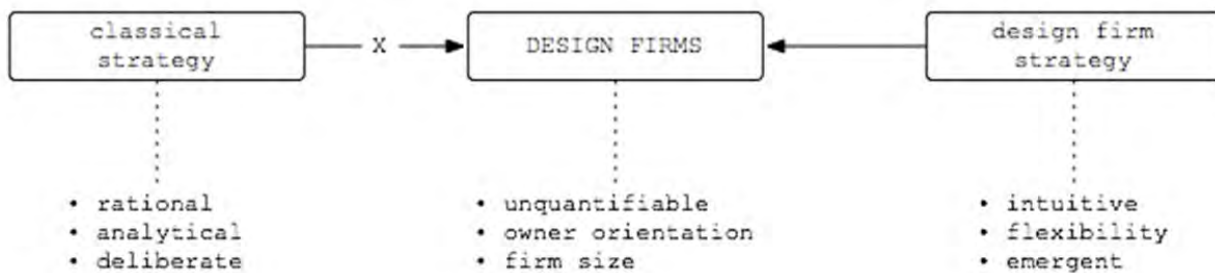 classical
strategy
X
DESIGN FIRMS
design firm
strategy
• rational
• analytical
• deliberate
• unquantifiable
• owner orientation
• firm size
• intuitive
• flexibility
• emergent